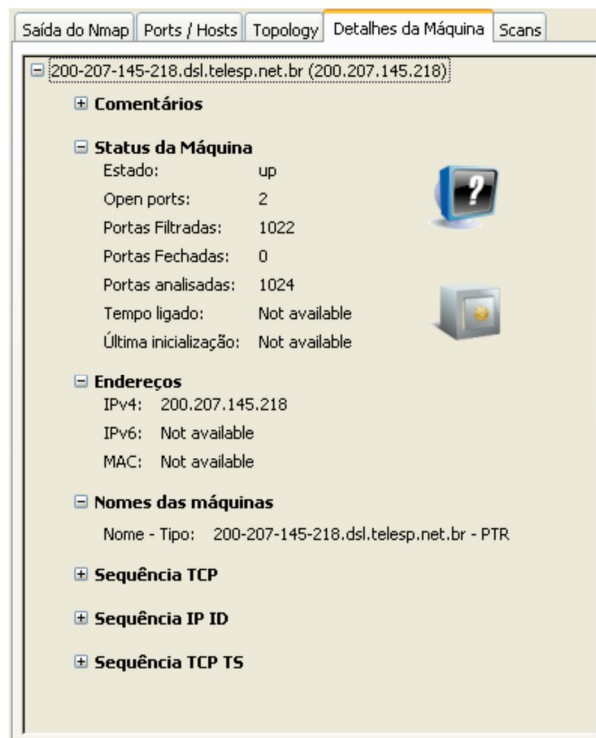 Saída do Nmap Ports / Hosts Topology Detalhes da Máquina Scans
200-207-145-218.dsl.telesp.net.br (200.207.145.218)
Comentários
Status da Máquina
Estado: up
Open ports: 2
Portas Filtradas: 1022
Portas Fechadas: 0
Portas analisadas: 1024
Tempo ligado: Not available
Última inicialização: Not available
Endereços
IPv4: 200.207.145.218
IPv6: Not available
MAC: Not available
Nomes das máquinas
Nome - Tipo: 200-207-145-218.dsl.telesp.net.br - PTR
Sequência TCP
Sequência IP ID
Sequência TCP TS